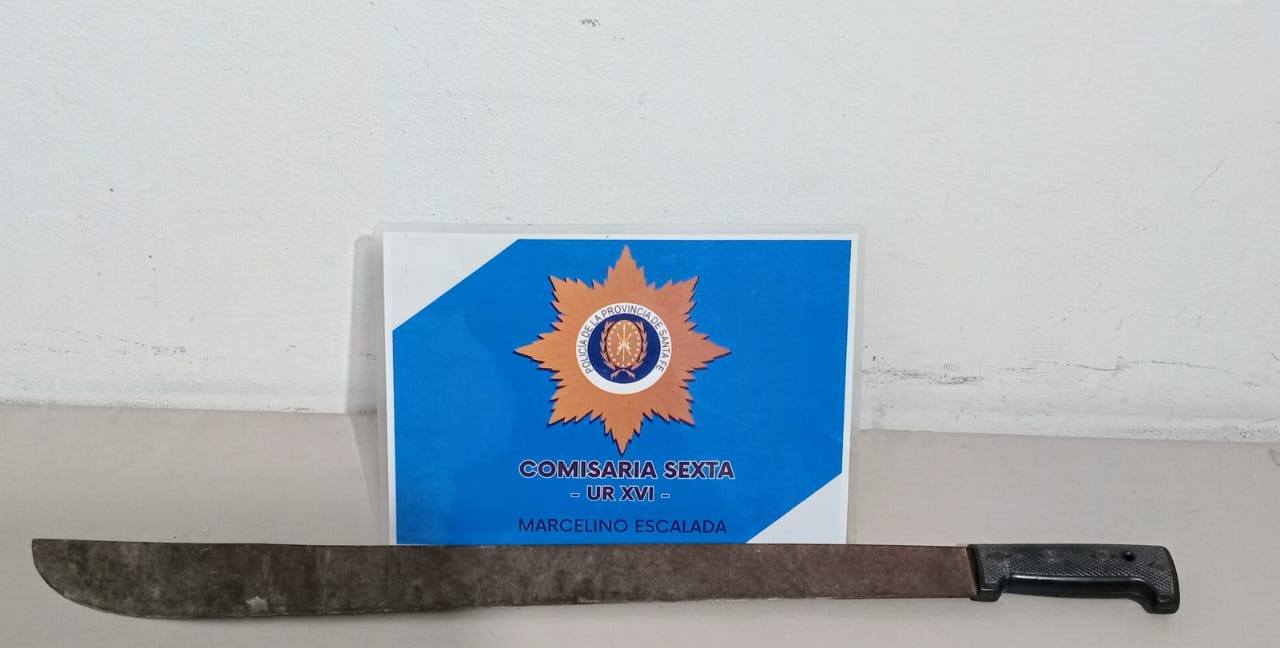 POLICIA DE LA PROVINCIA DE SANTA FE
COMISARIA SEXTA
- UR XVI -
MARCELINO ESCALADA